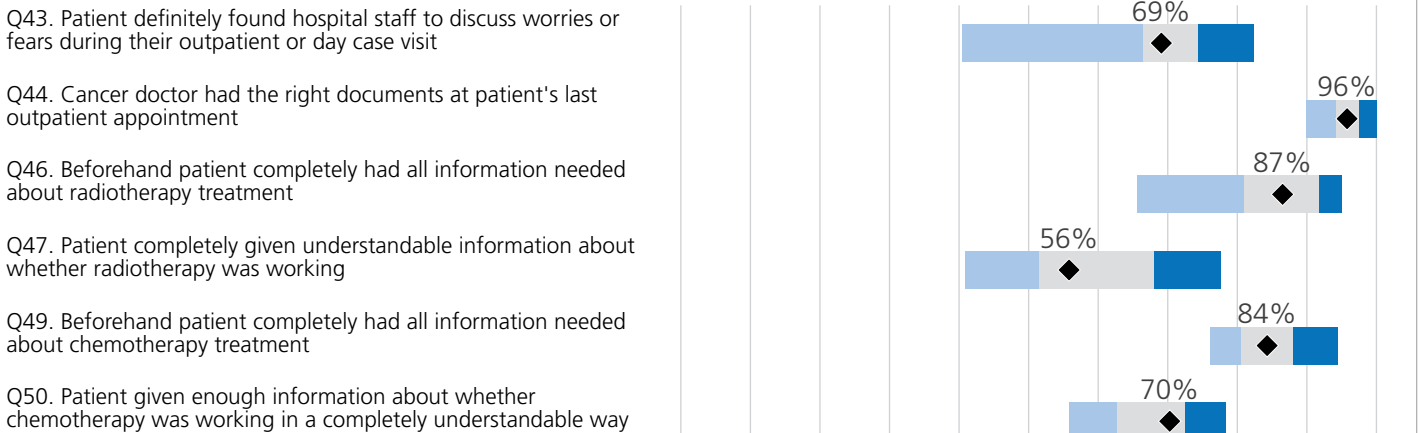 Q43. Patient definitely found hospital staff to discuss worries or
fears during their outpatient or day case visit
69%
Q44. Cancer doctor had the right documents at patient's last
outpatient appointment
96%
Q46. Beforehand patient completely had all information needed
about radiotherapy treatment
87%
Q47. Patient completely given understandable information about
whether radiotherapy was working
56%
Q49. Beforehand patient completely had all information needed
about chemotherapy treatment
84%
Q50. Patient given enough information about whether
chemotherapy was working in a completely understandable way
70%